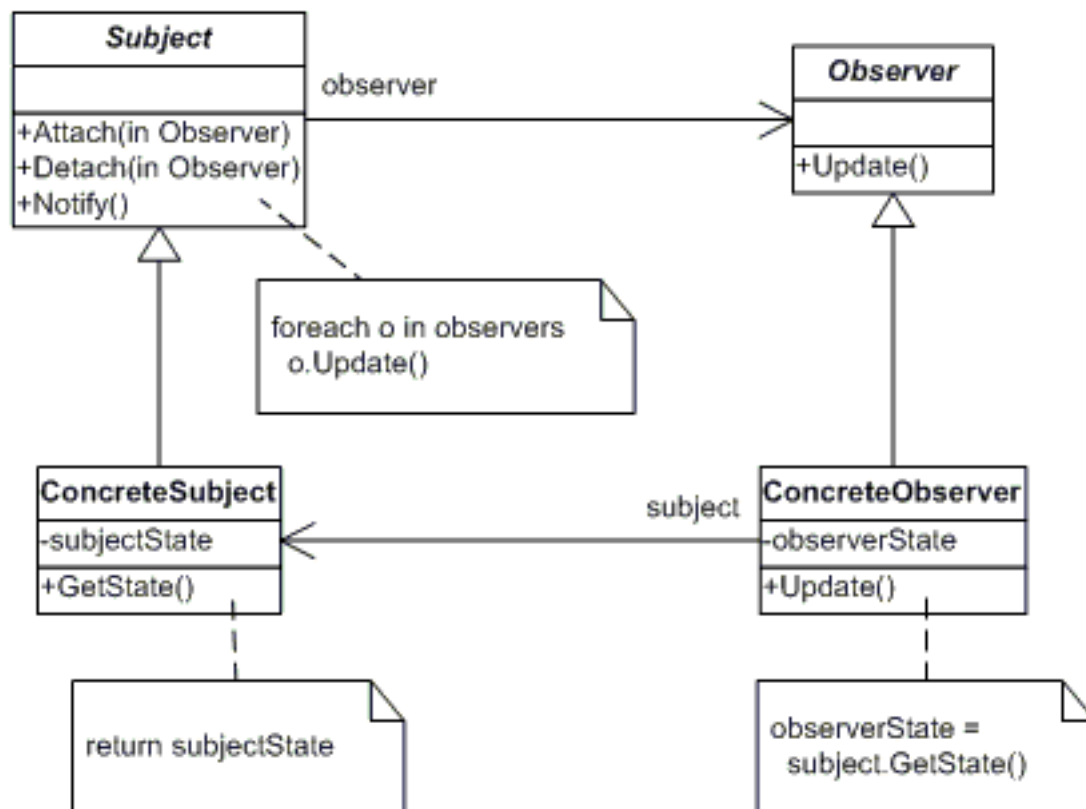 Subject
observer
Observer
+Attach(in Observer)
+Detach(in Observer)
+Notify()
+Update()
foreach o in observers
o.Update()
ConcreteSubject
-subjectState
+GetState()
subject
ConcreteObserver
-observerState
+Update()
return subjectState
observerState =
subject.GetState()